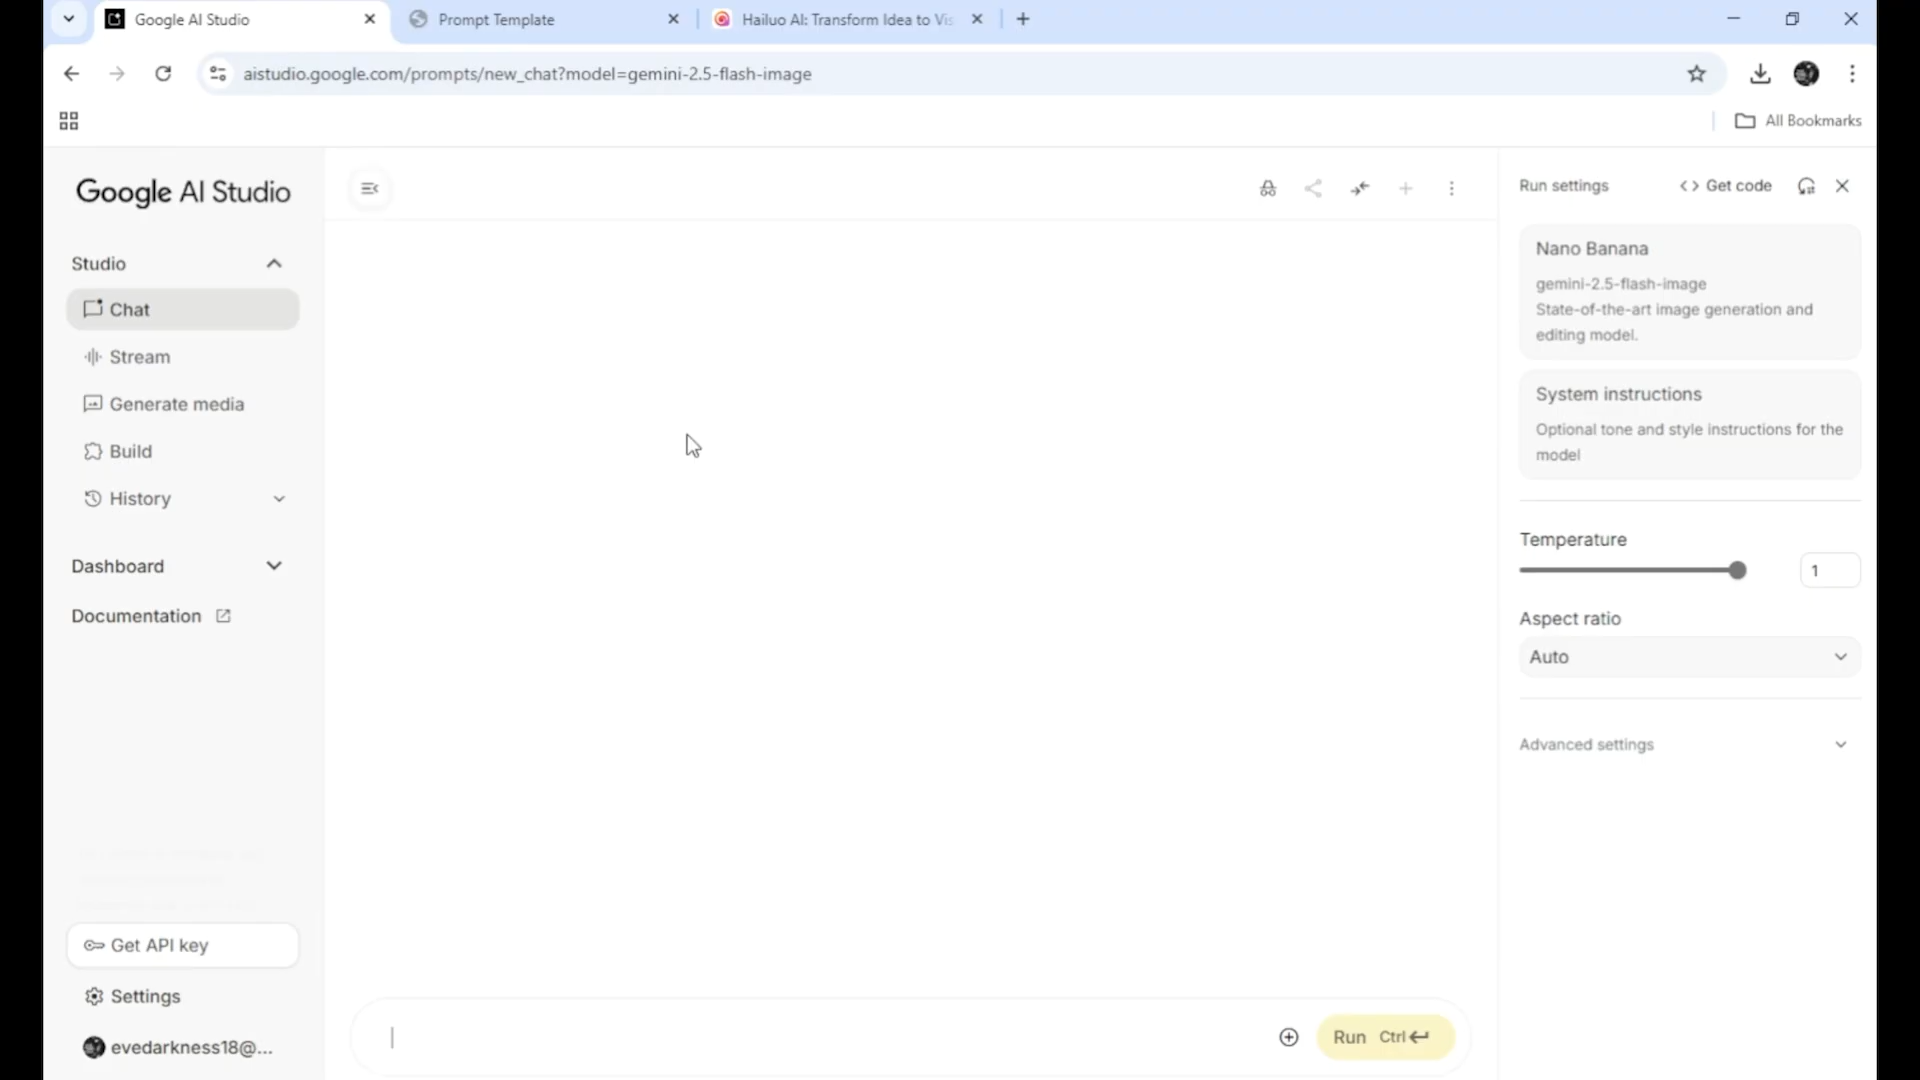 Google AI Studio
Prompt Template
Hailuo AI: Transform Idea to Vis
aistudio.google.com/prompts/new_chat?model=gemini-2.5-flash-image
All Bookmarks
Google AI Studio
Studio
Chat
Stream
Generate media
Build
History
Dashboard
Documentation
Get API key
Settings
evedarkness18@...
Run Ctrl
Run settings
<> Get code
Nano Banana
gemini-2.5-flash-image
State-of-the-art image generation and
editing model.
System instructions
Optional tone and style instructions for the
model
Temperature
1
Aspect ratio
Auto
Advanced settings